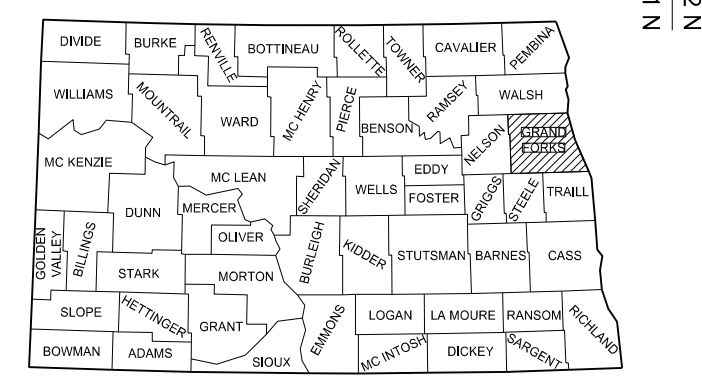 DIVIDE
BURKE
RENVILLE
BOTTINEAU
ROLLETTE
TOWNER
CAVALIER
PEMBINA
WILLIAMS
MOUNTRAIL
WARD
MC HENRY
PIERCE
BENSON
RAMSEY
WALSH
NELSON
GRAND
FORKS
MC KENZIE
MC LEAN
SHERIDAN
WELLS
EDDY
FOSTER
GRIGGS
STEELE
TRAILL
DUNN
MERCER
OLIVER
GOLDEN
VALLEY
BILLINGS
STARK
MORTON
BURLEIGH
KIDDER
STUTSMAN
BARNES
CASS
SLOPE
HETTINGER
GRANT
EMMONS
LOGAN
LA MOURE
RANSOM
RICHLAND
BOWMAN
ADAMS
SIOUX
MC INTOSH
DICKEY
SARGENT
2 N
1 N